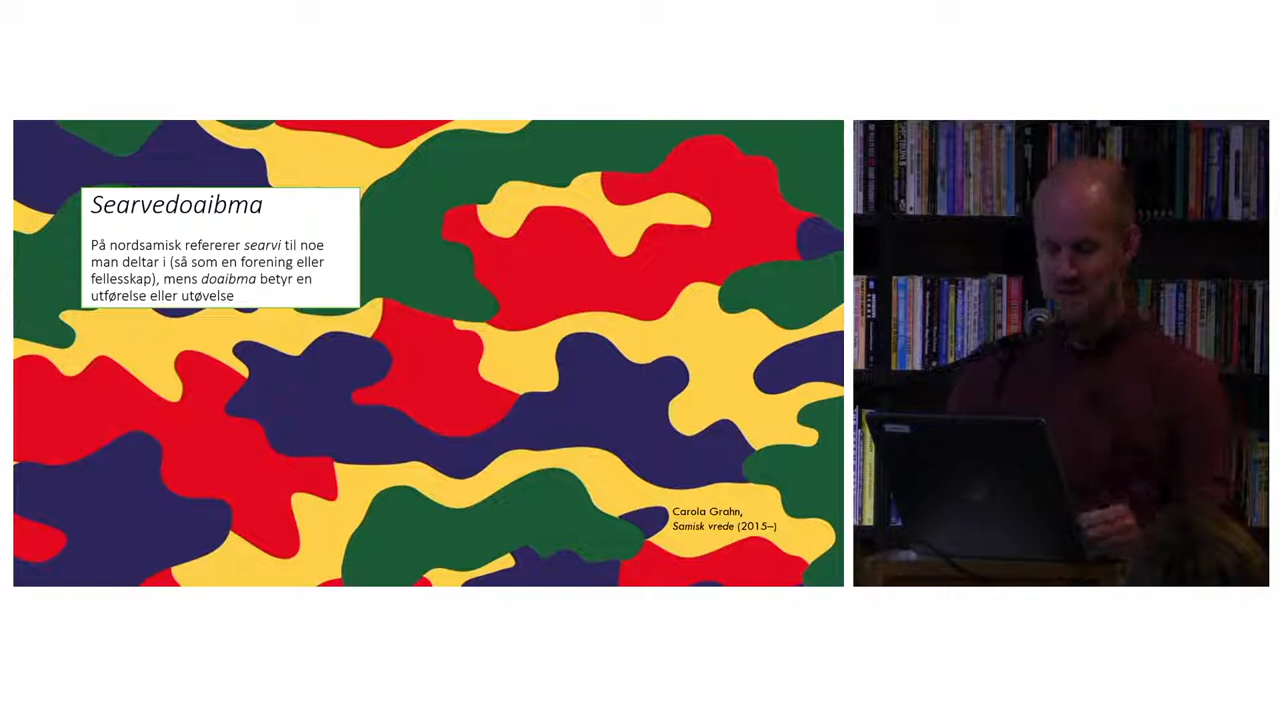 Searvedoaibma
På nordsamisk refererer searvi til noe
man deltar i (så som en forening eller
fellesskap), mens doaibma betyr en
utførelse eller utøvelse
Carola Grahn,
Samisk vrede (2015–)